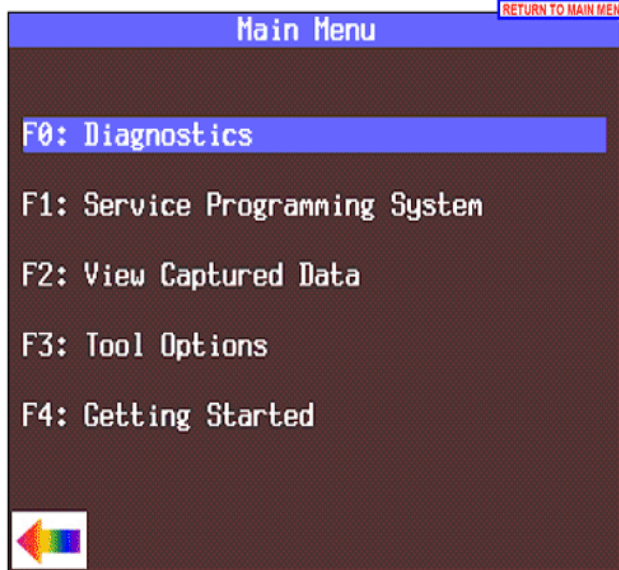 RETURN TO MAIN MEN
Main Menu
F0: Diagnostics
F1: Service Programming System
F2: View Captured Data
F3: Tool Options
F4: Getting Started